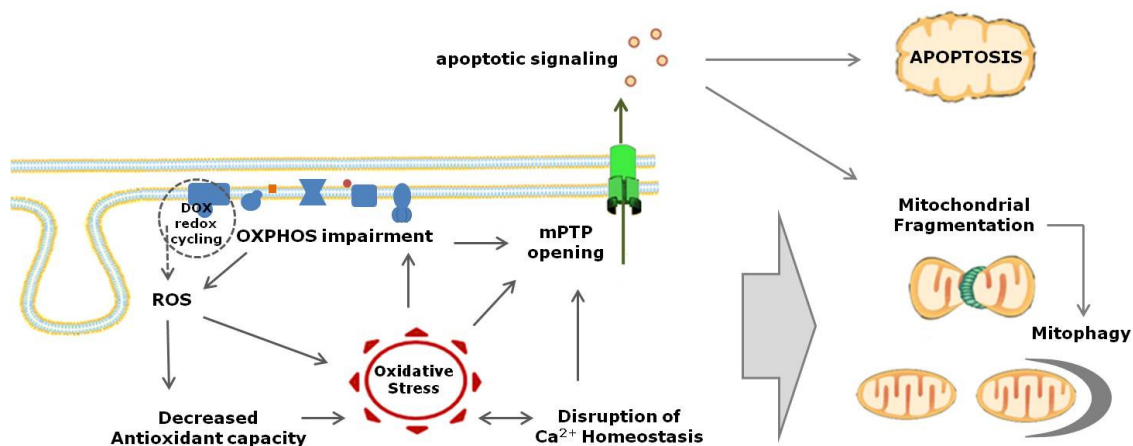 apoptotic signaling
APOPTOSIS
DOX
redox
cycling
OXPHOS impairment
mPTP
opening
Mitochondrial
Fragmentation
ROS
Mitophagy
Oxidative
Stress
Decreased
Antioxidant capacity
Disruption of
Ca²⁺ Homeostasis